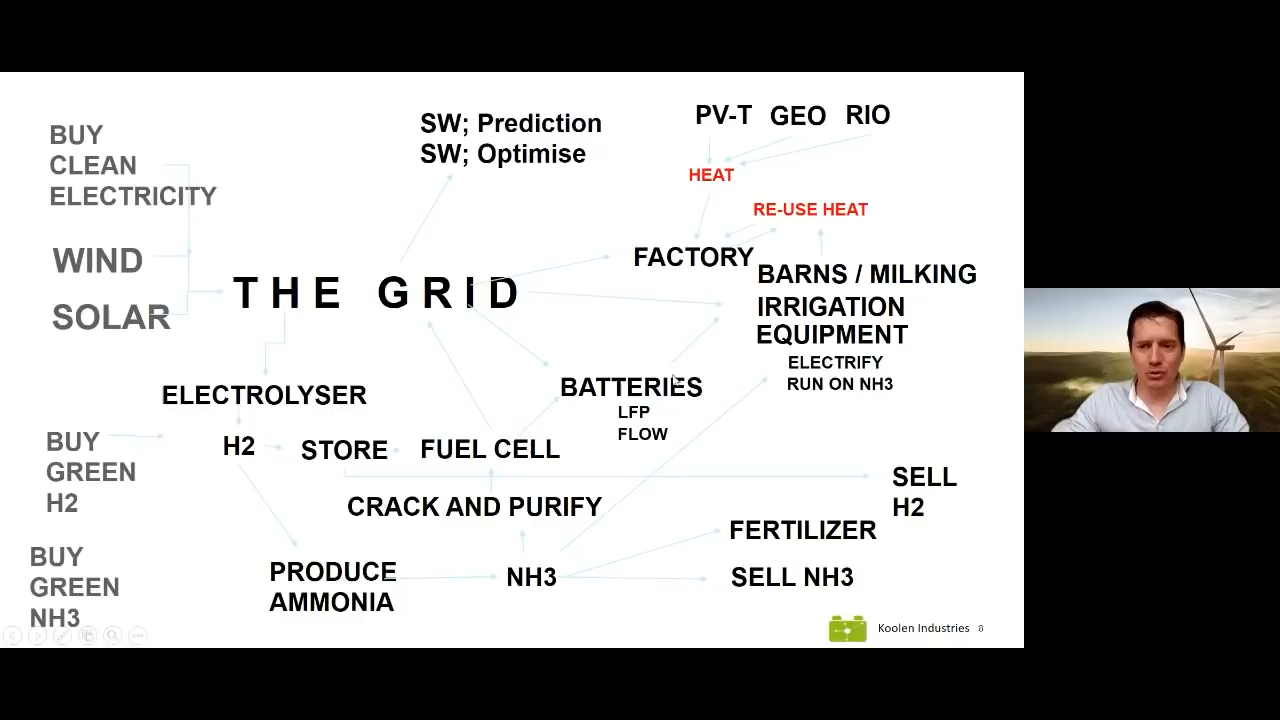 BUY
CLEAN
ELECTRICITY
WIND
SOLAR
SW; Prediction
SW; Optimise
PV-T GEO RIO
HEAT
RE-USE HEAT
FACTORY
THE GRID
BARNS / MILKING
IRRIGATION
EQUIPMENT
ELECTRIFY
RUN ON NH3
ELECTROLYSER
BATTERIES
LFP
FLOW
BUY
GREEN
H2
H2
STORE
FUEL CELL
SELL
H2
CRACK AND PURIFY
FERTILIZER
BUY
GREEN
NH3
PRODUCE
AMMONIA
NH3
SELL NH3
Koolen Industries 8